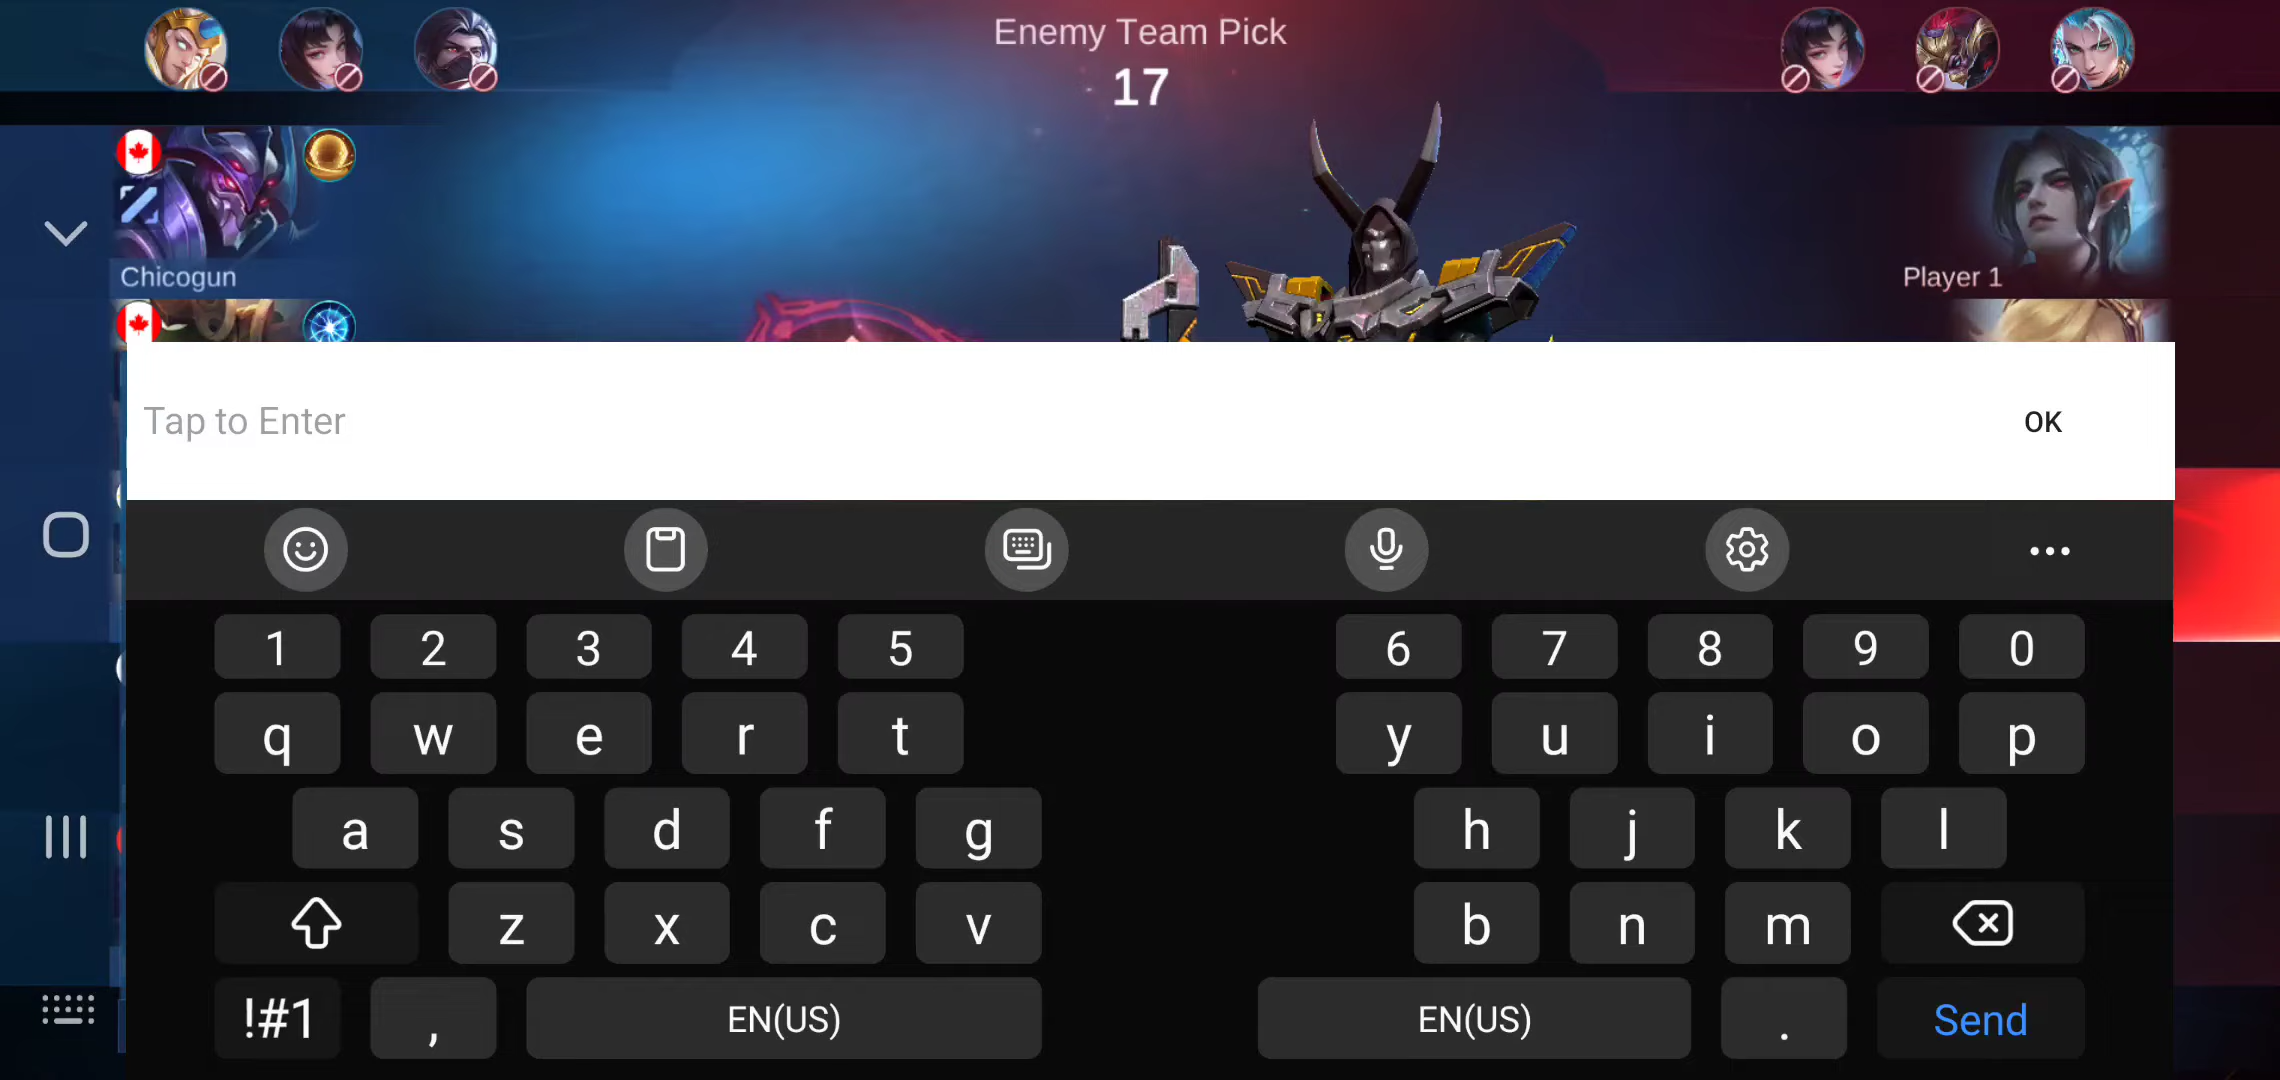 Enemy Team Pick
17
Chicogun
Player 1
Tap to Enter
OK
1 2 3 4 5 6 7 8 9 0
q w e r t y u i o p
a s d f g h j k l
z x c v b n m
!#1 , EN(US) EN(US) . Send